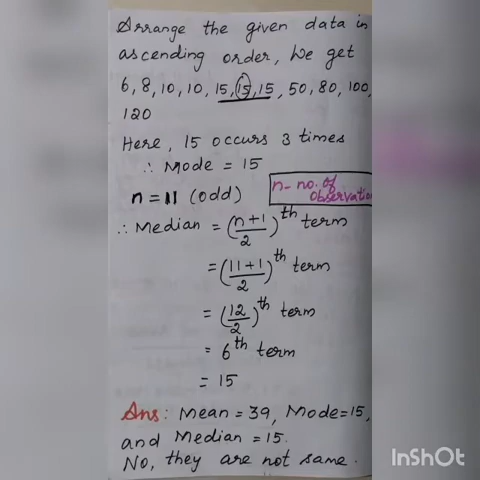 Arrange the given data in
ascending order, We get
6, 8, 10, 10, 15, 15, 15, 50, 80, 100,
120
Here, 15 occurs 3 times
∴ Mode = 15
n = 11 (odd)
n - no. of observation
∴ Median = (n+1/2)th term
= (11+1/2)th term
= (12/2)th term
= 6th term
= 15
Ans: Mean = 39, Mode = 15,
and Median = 15.
No, they are not same.
InShOt